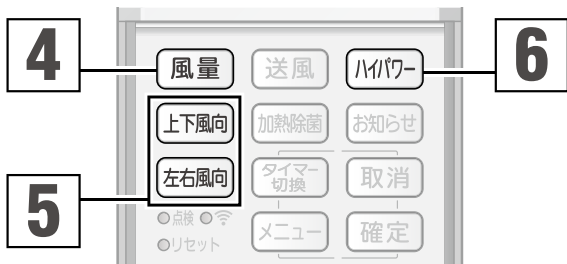 4
風量
送風
ハイパワー
6
上下風向
加熱除菌
お知らせ
左右風向
タイマー
切換
取消
5
点検
リセット
メニュー
確定